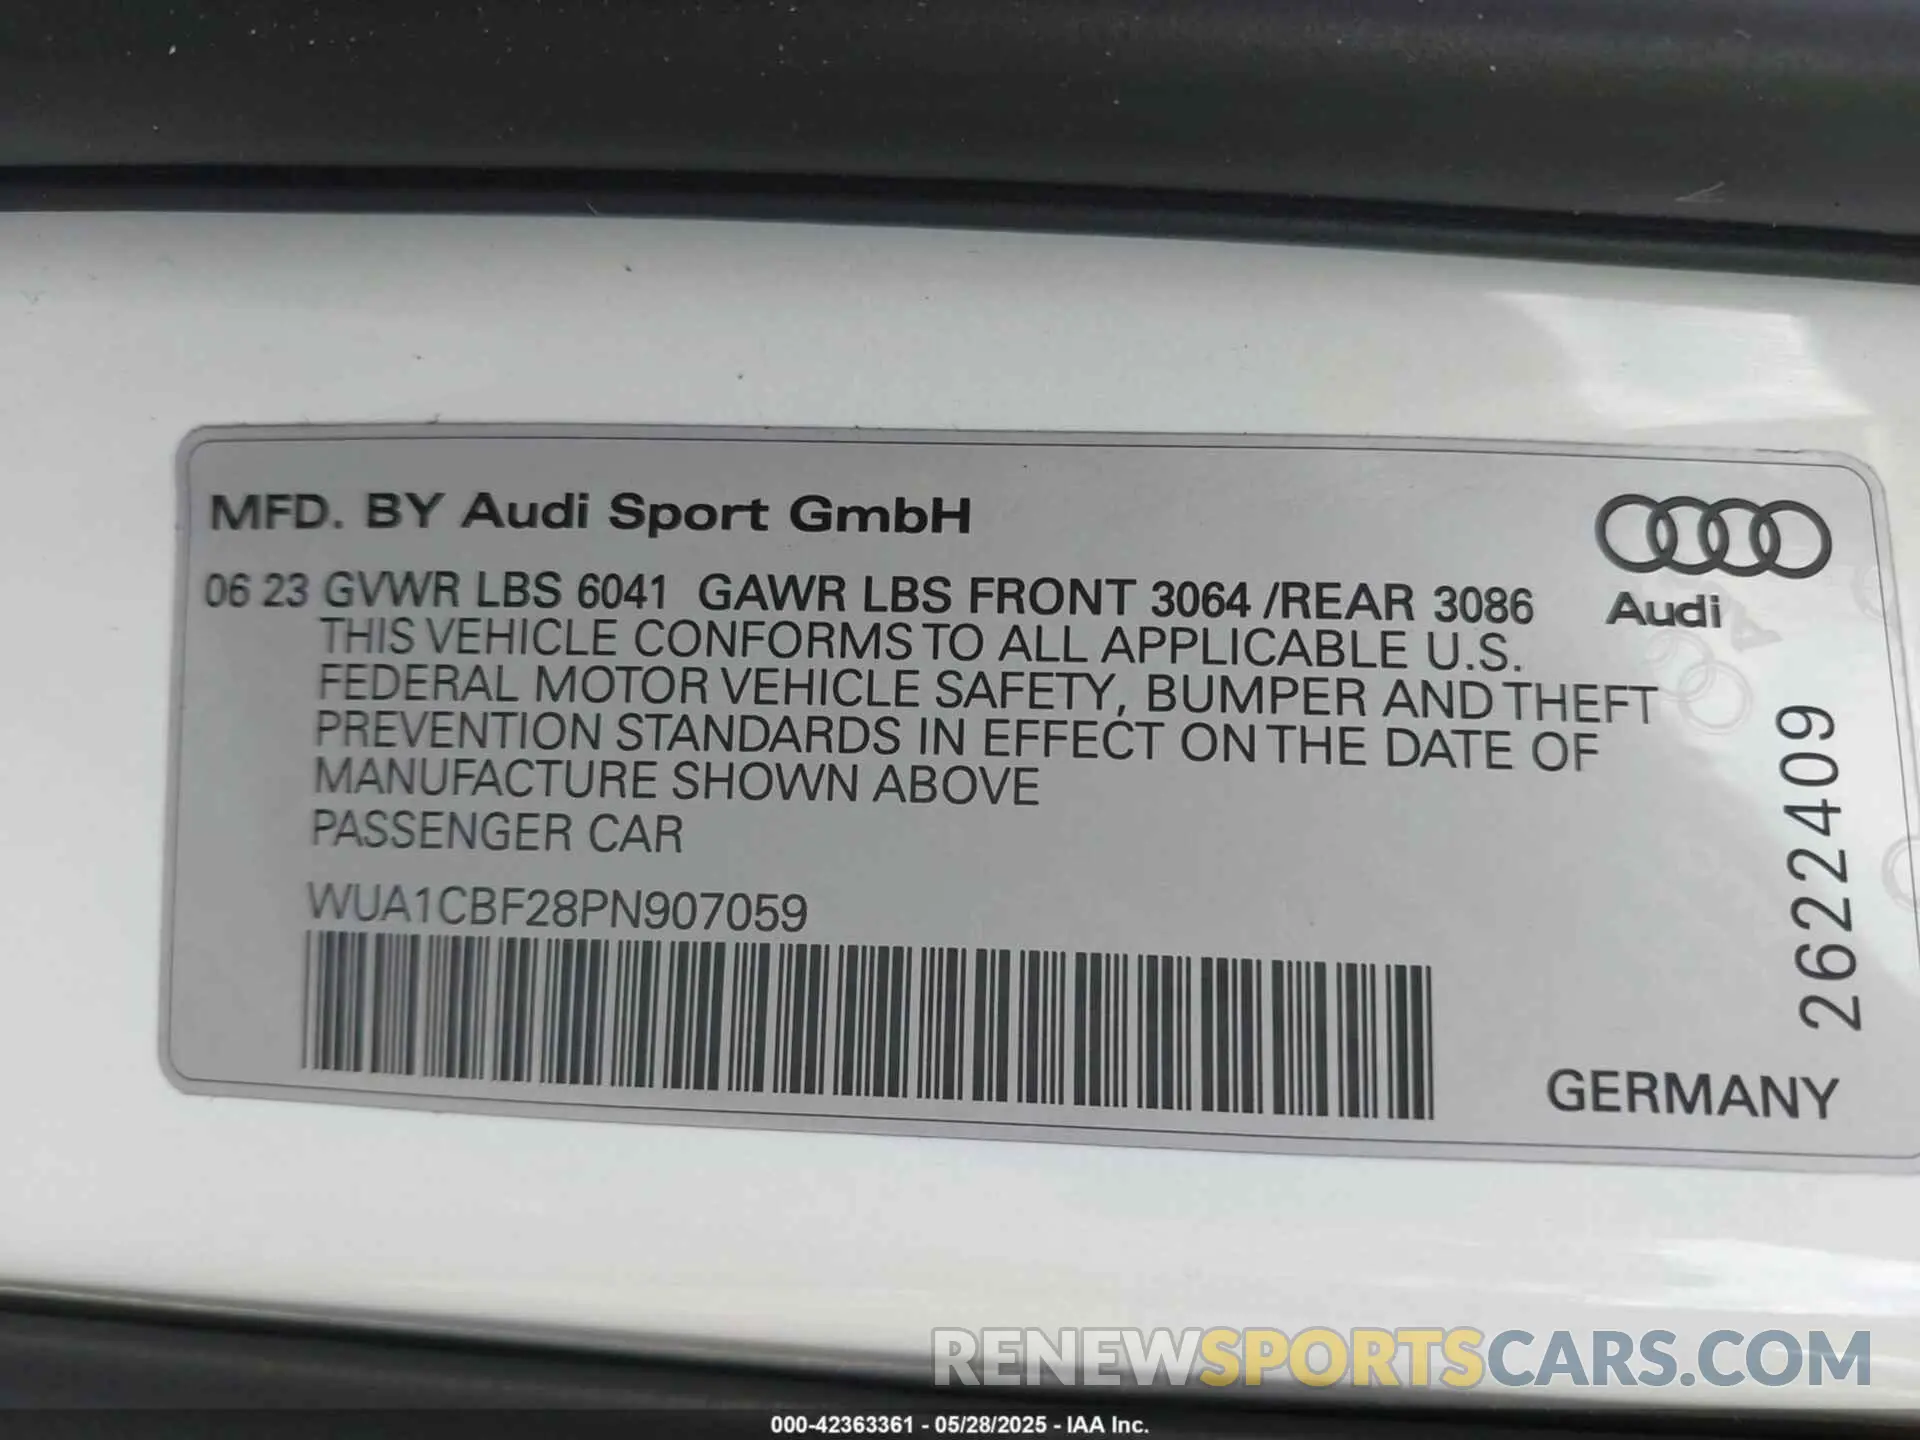 MFD. BY Audi Sport GmbH
06 23 GVWR LBS 6041 GAWR LBS FRONT 3064 /REAR 3086
THIS VEHICLE CONFORMS TO ALL APPLICABLE U.S.
FEDERAL MOTOR VEHICLE SAFETY, BUMPER AND THEFT
PREVENTION STANDARDS IN EFFECT ON THE DATE OF
MANUFACTURE SHOWN ABOVE
PASSENGER CAR
WUA1CBF28PN907059
Audi
2622409
GERMANY
RENEWSPORTSCARS.COM
000-42363361 - 05/28/2025 - IAA Inc.